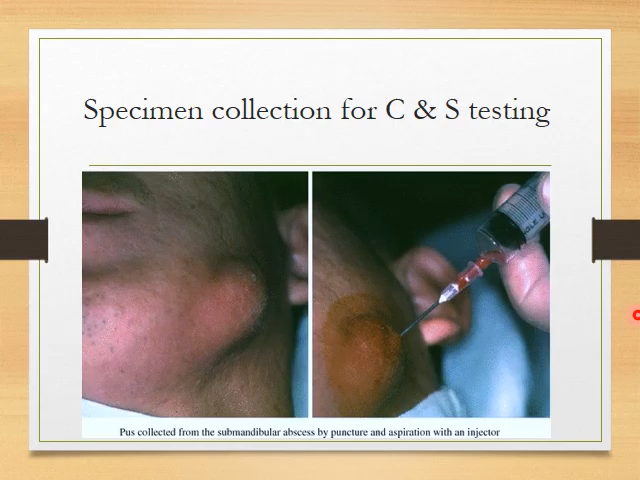 Specimen collection for C & S testing
Pus collected from the submandibular abscess by puncture and aspiration with an injector